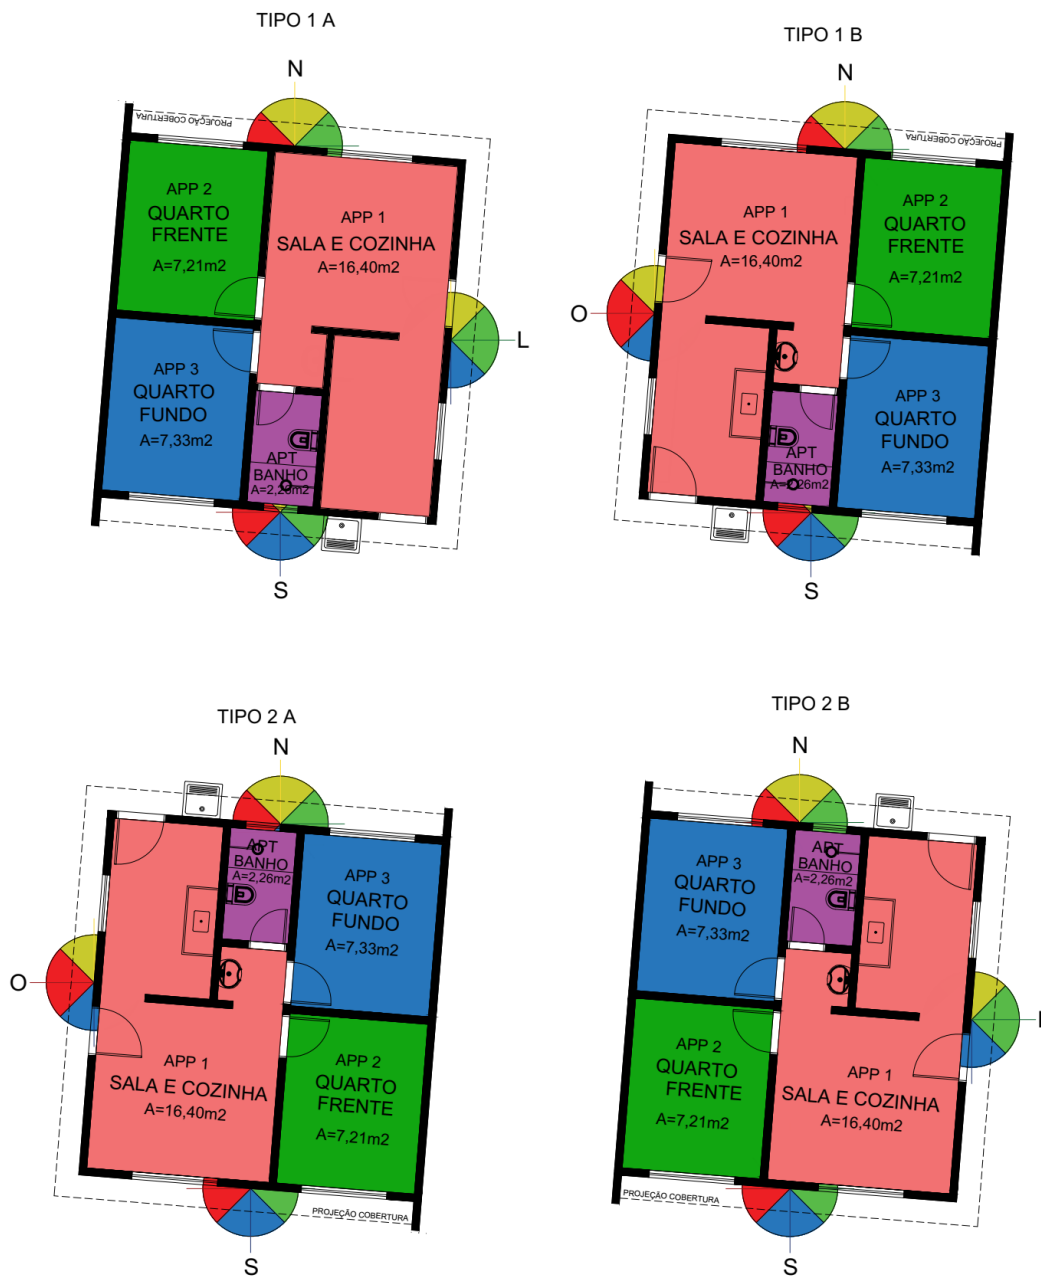 TIPO 1 A
N
PROJEÇÃO COBERTURA
APP 2
QUARTO
FRENTE
A=7,21m2
APP 1
SALA E COZINHA
A=16,40m2
L
APP 3
QUARTO
FUNDO
A=7,33m2
APT
BANHO
A=2,26m2
S
TIPO 1 B
N
PROJEÇÃO COBERTURA
APP 1
SALA E COZINHA
A=16,40m2
APP 2
QUARTO
FRENTE
A=7,21m2
O
APP 3
QUARTO
FUNDO
A=7,33m2
APT
BANHO
A=2,26m2
S
TIPO 2 A
N
APT
BANHO
A=2,26m2
APP 3
QUARTO
FUNDO
A=7,33m2
O
APP 1
SALA E COZINHA
A=16,40m2
APP 2
QUARTO
FRENTE
A=7,21m2
PROJEÇÃO COBERTURA
S
TIPO 2 B
N
APP 3
QUARTO
FUNDO
A=7,33m2
APT
BANHO
A=2,26m2
APP 2
QUARTO
FRENTE
A=7,21m2
APP 1
SALA E COZINHA
A=16,40m2
PROJEÇÃO COBERTURA
S